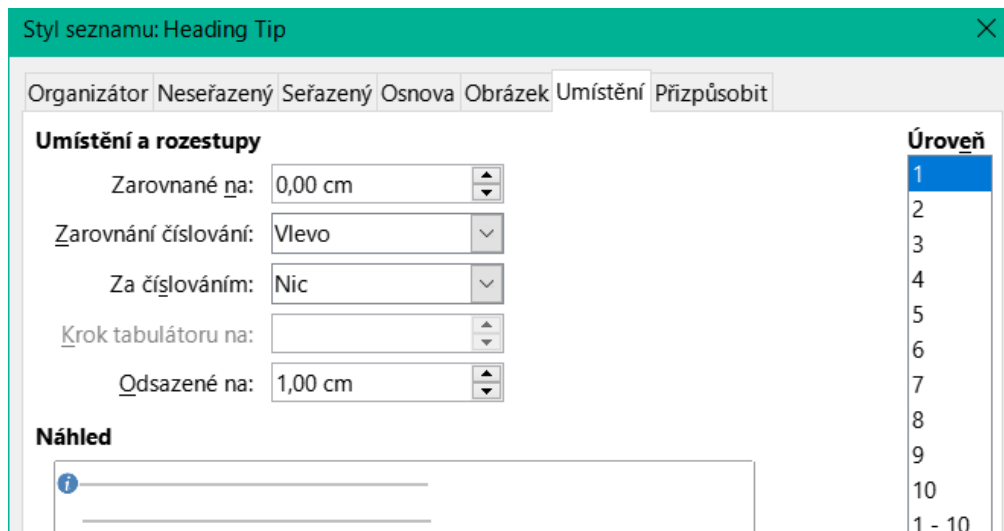 Styl seznamu: Heading Tip
Organizátor Neseřazený Seřazený Osnova Obrázek Umístění Přizpůsobit
Umístění a rozestupy
Zarovnané na: 0,00 cm
Zarovnání číslování: Vlevo
Za číslováním: Nic
Krok tabulátoru na:
Odsazené na: 1,00 cm
Náhled
Úroveň
1
2
3
4
5
6
7
8
9
10
1 - 10